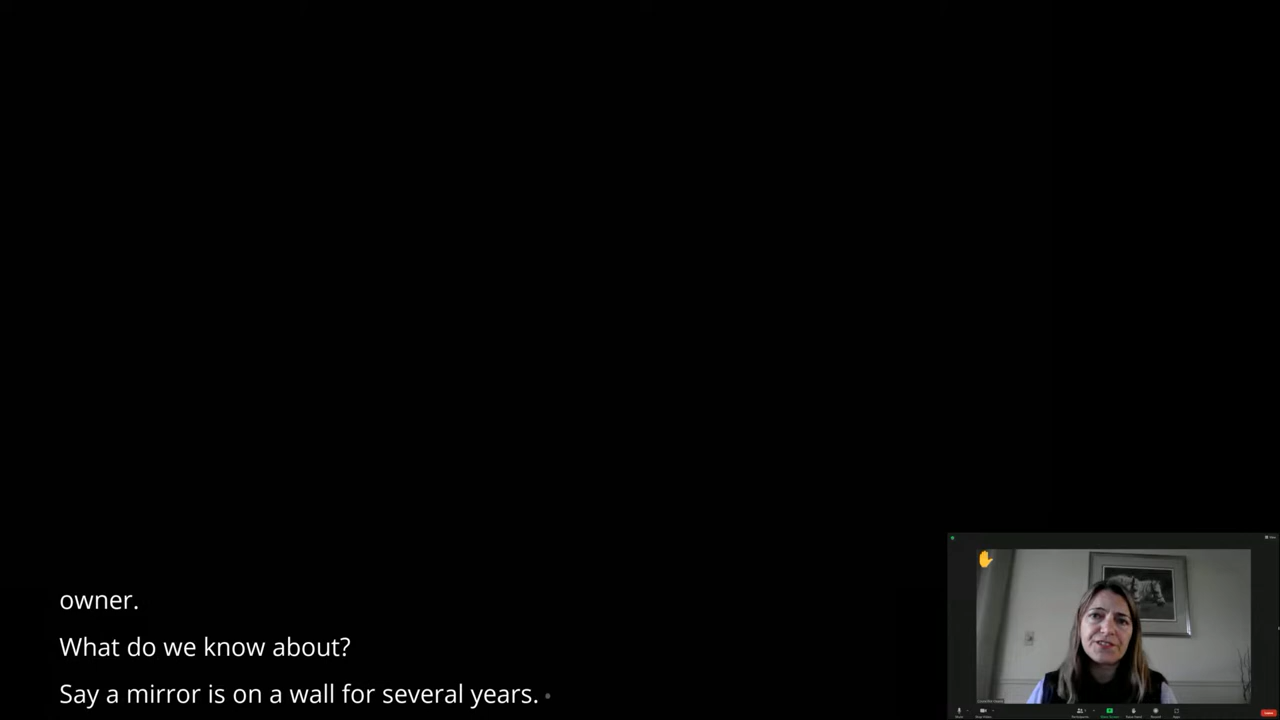 owner.
What do we know about?
Say a mirror is on a wall for several years.